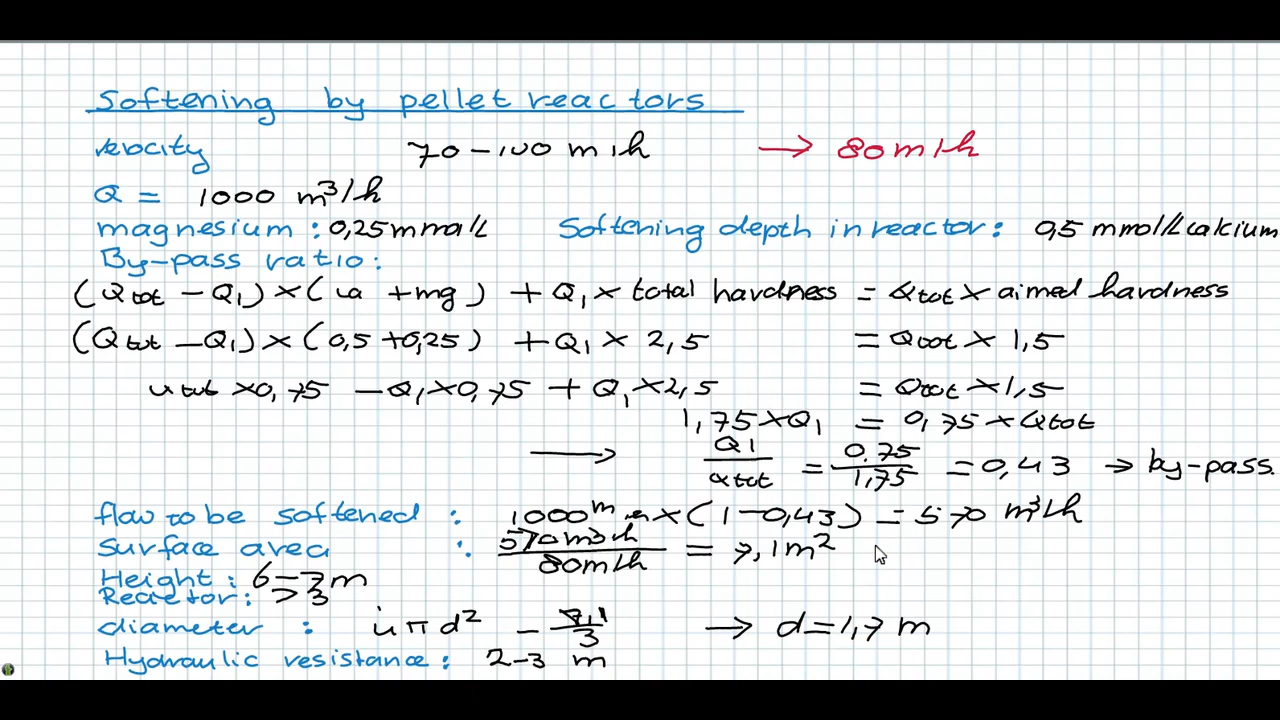 Softening by pellet reactors
velocity 70 - 100 m/h → 80 m/h
Q = 1000 m³/h
magnesium : 0,25 mmol/L Softening depth in reactor : 0,5 mmol/L calcium
By-pass ratio :
(Qtot - Q1) × (Ca + mg) + Q1 × total hardness = Qtot × aimed hardness
(Qtot - Q1) × (0,5 + 0,25) + Q1 × 2,5 = Qtot × 1,5
Qtot × 0,75 - Q1 × 0,75 + Q1 × 2,5 = Qtot × 1,5
1,75 × Q1 = 0,75 × Qtot
→ Q1/Qtot = 0.75/1,75 = 0,43 → by-pass.
flow to be softened : 1000 × (1 - 0,43) = 570 m³/h
surface area : 570 m3/h / 80 m/h = 7,1 m²
Height : 6 - 7 m
Reactor : > 3
diameter : π d² - 7,1/3 → d = 1,7 m
Hydraulic resistance : 2-3 m